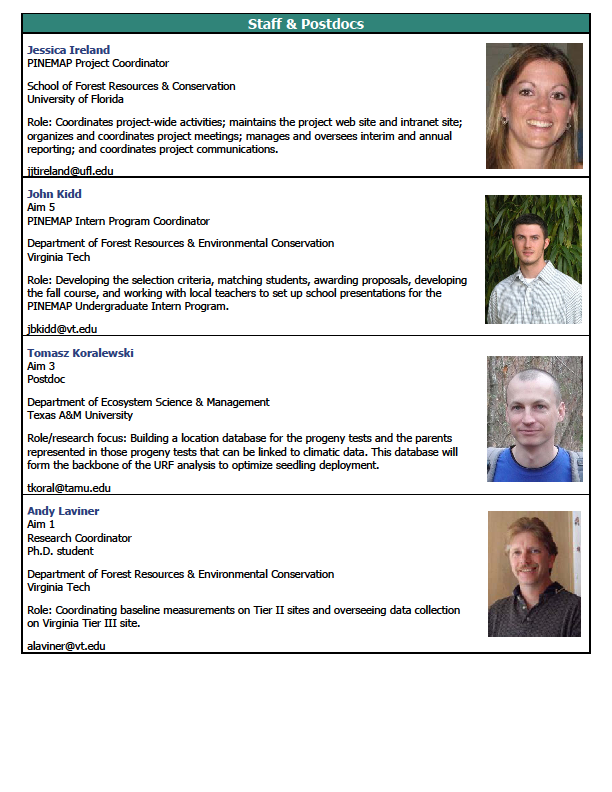 Staff & Postdocs
Jessica Ireland
PINEMAP Project Coordinator
School of Forest Resources & Conservation
University of Florida
Role: Coordinates project-wide activities; maintains the project web site and intranet site;
organizes and coordinates project meetings; manages and oversees interim and annual
reporting; and coordinates project communications.
jjtireland@ufl.edu
John Kidd
Aim 5
PINEMAP Intern Program Coordinator
Department of Forest Resources & Environmental Conservation
Virginia Tech
Role: Developing the selection criteria, matching students, awarding proposals, developing
the fall course, and working with local teachers to set up school presentations for the
PINEMAP Undergraduate Intern Program.
jbkidd@vt.edu
Tomasz Koralewski
Aim 3
Postdoc
Department of Ecosystem Science & Management
Texas A&M University
Role/research focus: Building a location database for the progeny tests and the parents
represented in those progeny tests that can be linked to climatic data. This database will
form the backbone of the URF analysis to optimize seedling deployment.
tkoral@tamu.edu
Andy Laviner
Aim 1
Research Coordinator
Ph.D. student
Department of Forest Resources & Environmental Conservation
Virginia Tech
Role: Coordinating baseline measurements on Tier II sites and overseeing data collection
on Virginia Tier III site.
alaviner@vt.edu